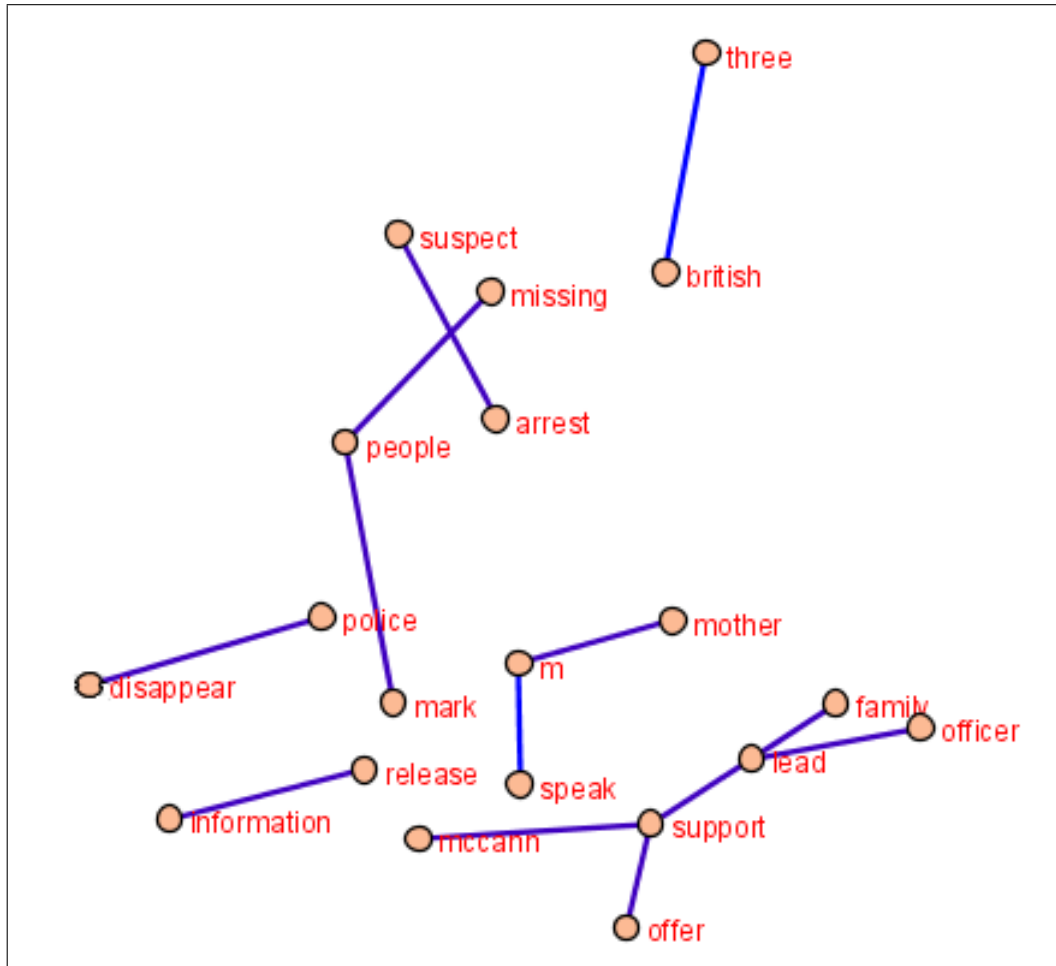 three
suspect
british
missing
arrest
people
police
mother
m
disappear
mark
family
officer
lead
release
speak
information
support
mccann
offer